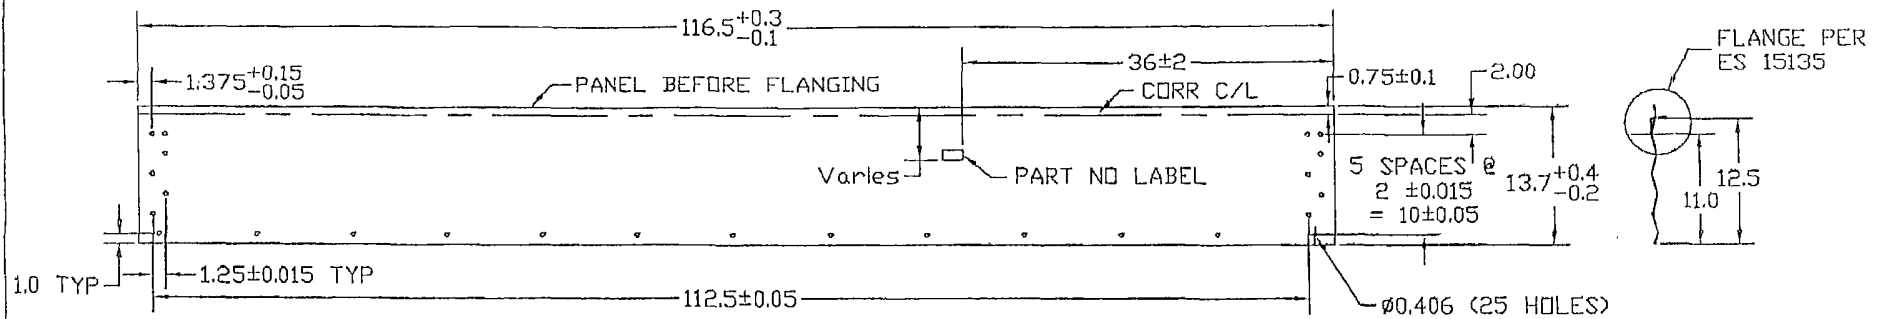 116.5 +0.3 -0.1
FLANGE PER
ES 15135
36±2
1.375 +0.15 -0.05
PANEL BEFORE FLANGING
CORR C/L
0.75±0.1
2.00
Varies
PART NO LABEL
5 SPACES @
2 ±0.015
= 10±0.05
13.7 +0.4 -0.2
11.0
12.5
1.0 TYP
1.25±0.015 TYP
112.5±0.05
ø0.406 (25 HOLES)